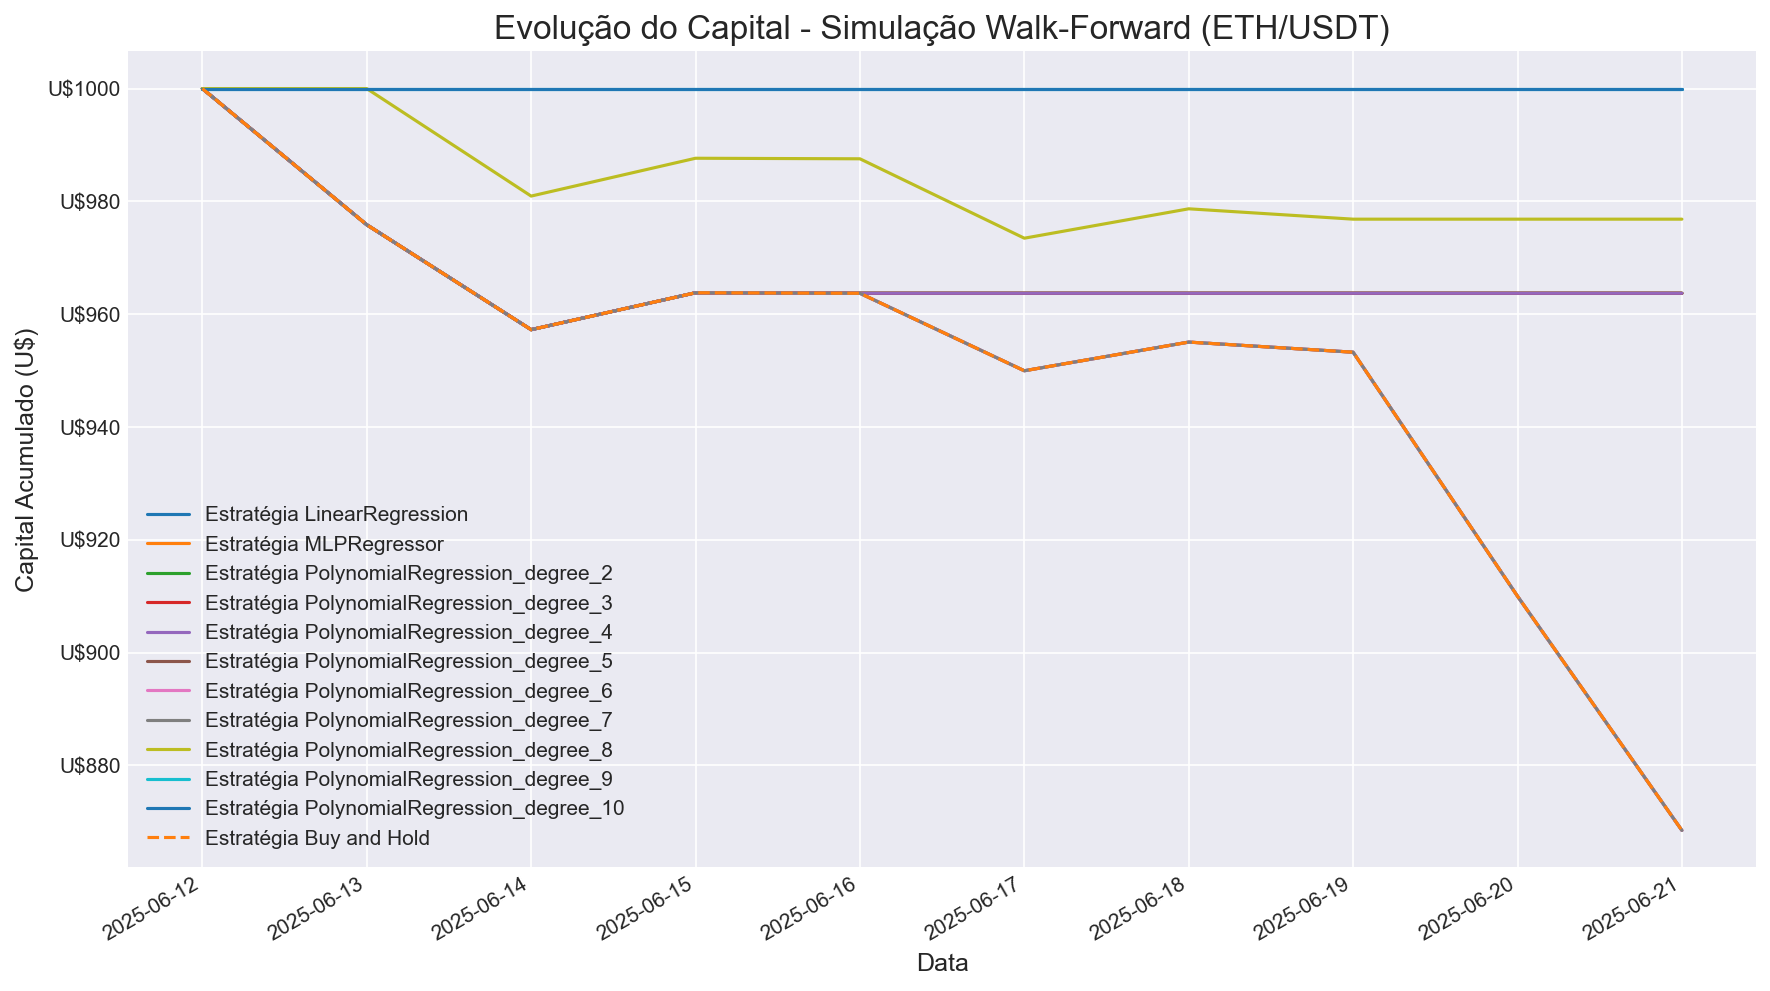 Evolução do Capital - Simulação Walk-Forward (ETH/USDT)
U$1000
U$980
U$960
U$940
U$920
U$900
U$880
Capital Acumulado (U$)
Estratégia LinearRegression
Estratégia MLPRegressor
Estratégia PolynomialRegression_degree_2
Estratégia PolynomialRegression_degree_3
Estratégia PolynomialRegression_degree_4
Estratégia PolynomialRegression_degree_5
Estratégia PolynomialRegression_degree_6
Estratégia PolynomialRegression_degree_7
Estratégia PolynomialRegression_degree_8
Estratégia PolynomialRegression_degree_9
Estratégia PolynomialRegression_degree_10
Estratégia Buy and Hold
2025-06-12
2025-06-13
2025-06-14
2025-06-15
2025-06-16
2025-06-17
2025-06-18
2025-06-19
2025-06-20
2025-06-21
Data